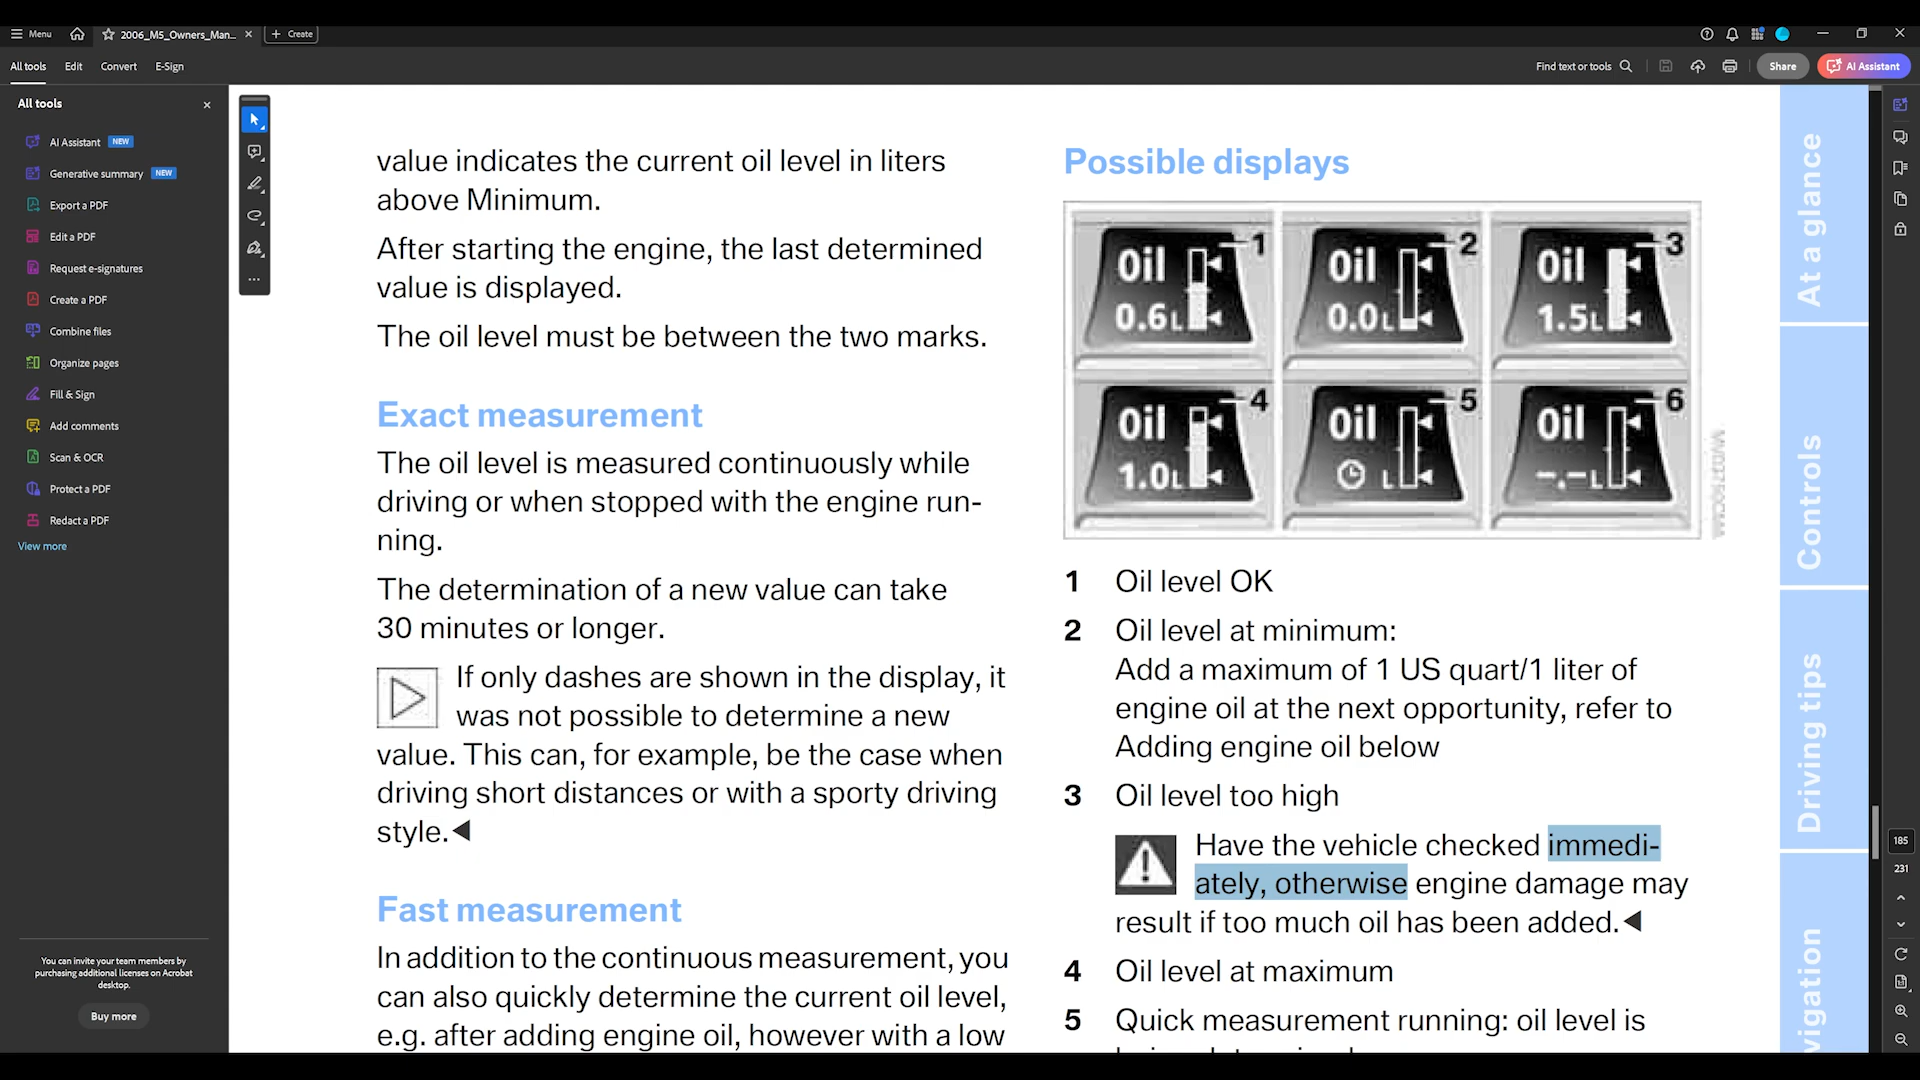 Menu
2006_M5_Owners_Man...
Create
All tools
Edit
Convert
E-Sign
Find text or tools
Share
AI Assistant
All tools
AI Assistant NEW
Generative summary NEW
Export a PDF
Edit a PDF
Request e-signatures
Create a PDF
Combine files
Organize pages
Fill & Sign
Add comments
Scan & OCR
Protect a PDF
Redact a PDF
View more
You can invite your team members by
purchasing additional licenses on Acrobat
desktop.
Buy more
value indicates the current oil level in liters
above Minimum.
After starting the engine, the last determined
value is displayed.
The oil level must be between the two marks.
Exact measurement
The oil level is measured continuously while
driving or when stopped with the engine run-
ning.
The determination of a new value can take
30 minutes or longer.
If only dashes are shown in the display, it
was not possible to determine a new
value. This can, for example, be the case when
driving short distances or with a sporty driving
style.
Fast measurement
In addition to the continuous measurement, you
can also quickly determine the current oil level,
e.g. after adding engine oil, however with a low
Possible displays
Oil 1
0.6L
Oil 2
0.0L
Oil 3
1.5L
Oil 4
1.0L
Oil 5
L
Oil 6
-.-L
1 Oil level OK
2 Oil level at minimum:
Add a maximum of 1 US quart/1 liter of
engine oil at the next opportunity, refer to
Adding engine oil below
3 Oil level too high
Have the vehicle checked immedi-
ately, otherwise engine damage may
result if too much oil has been added.
4 Oil level at maximum
5 Quick measurement running: oil level is
At a glance
Controls
Driving tips
vigation
185
231